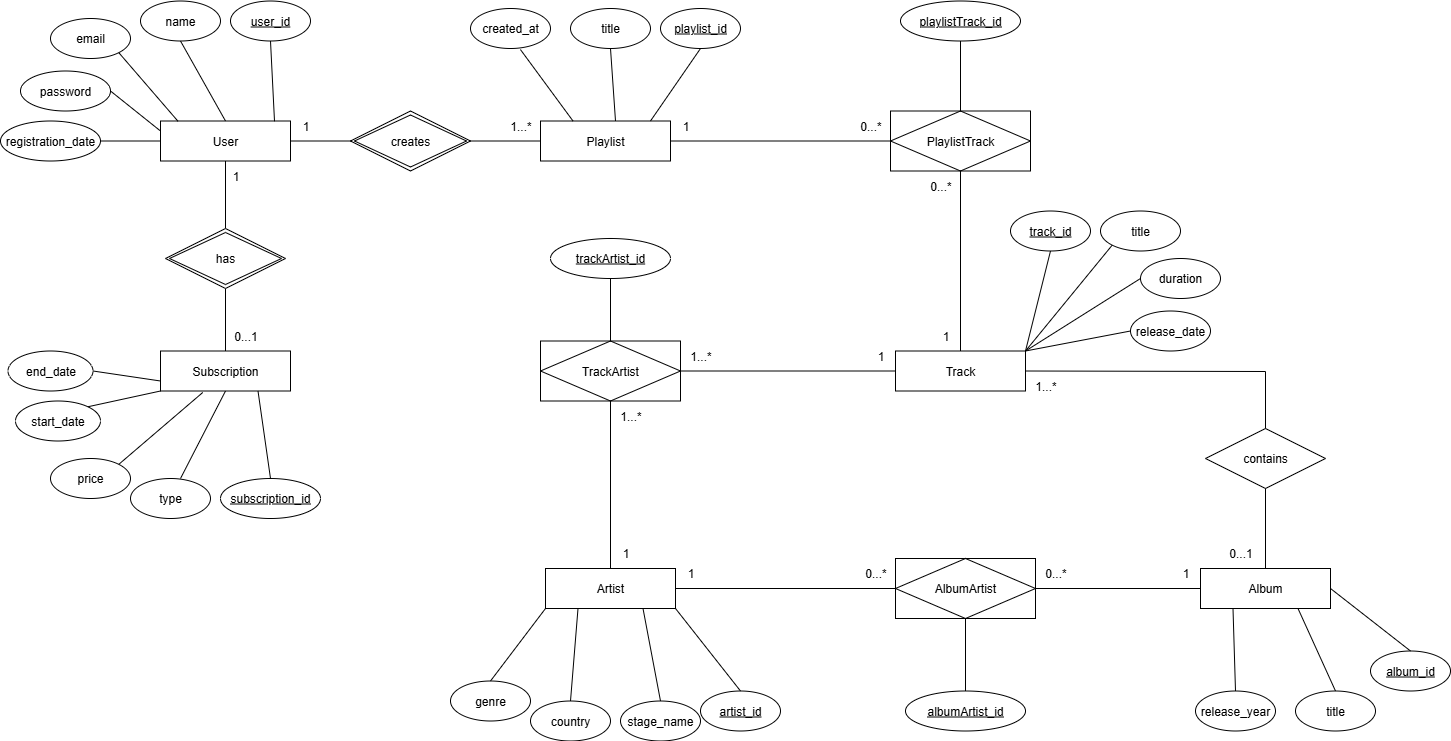 name
user_id
created_at
title
playlist_id
playlistTrack_id
email
password
registration_date
User
1
creates
1...*
Playlist
1
0...*
PlaylistTrack
1
0...*
has
track_id
title
trackArtist_id
duration
release_date
0...1
1
end_date
Subscription
TrackArtist
1...*
1
Track
1...*
start_date
1...*
price
type
subscription_id
contains
1
0...1
Artist
1
0...*
AlbumArtist
0...*
1
Album
genre
country
stage_name
artist_id
albumArtist_id
release_year
title
album_id